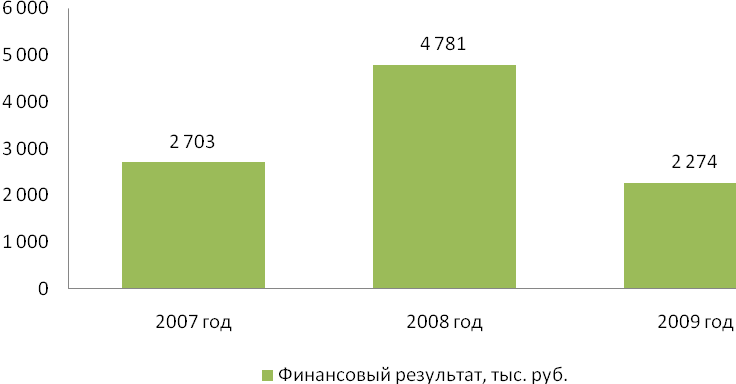 6 000
5 000
4 000
3 000
2 000
1 000
0
2 703
4 781
2 274
2007 год
2008 год
2009 год
Финансовый результат, тыс. руб.